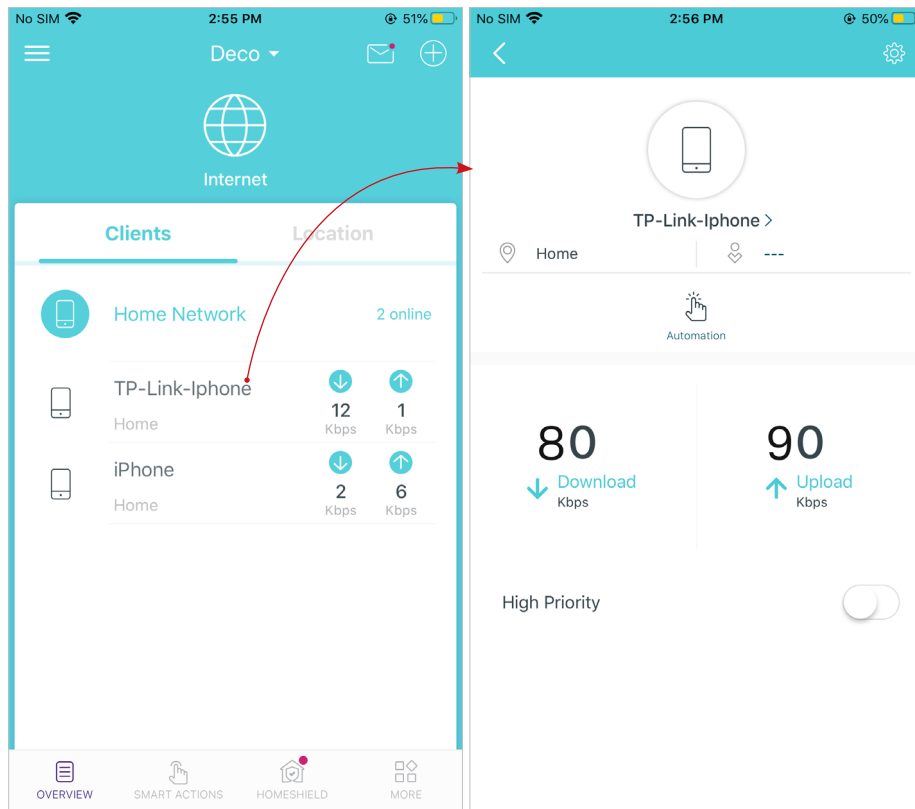 No SIM 2:55 PM 51%
Deco
Internet
Clients Location
Home Network 2 online
TP-Link-Iphone
12 1
Home Kbps Kbps
iPhone
2 6
Home Kbps Kbps
OVERVIEW SMART ACTIONS HOMESHIELD MORE
No SIM 2:56 PM 50%
TP-Link-Iphone >
Home ---
Automation
80 90
Download Upload
Kbps Kbps
High Priority